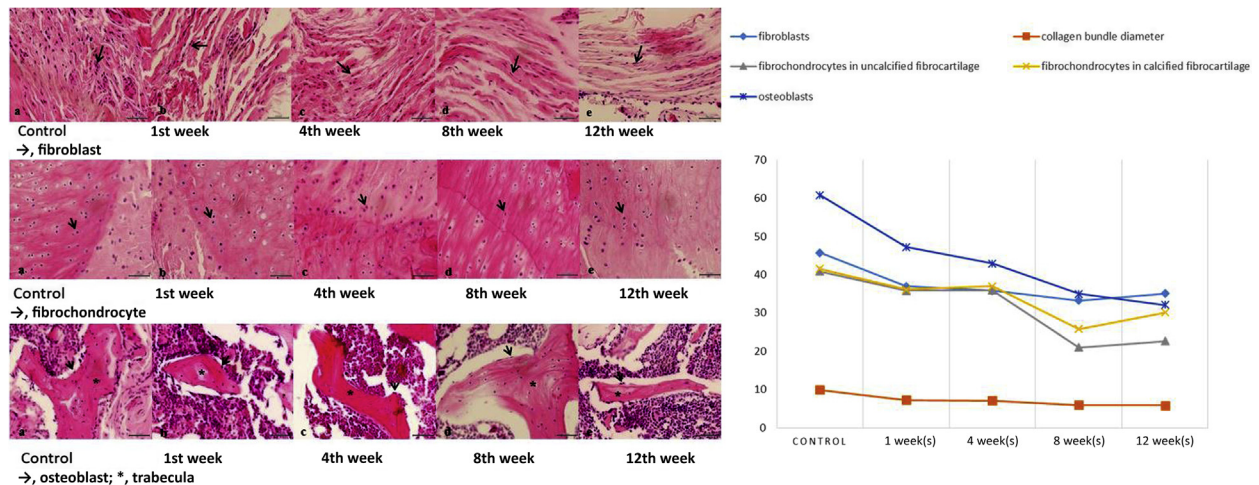 a b c d e
Control 1st week 4th week 8th week 12th week
→, fibroblast
a b c d e
Control 1st week 4th week 8th week 12th week
→, fibrochondrocyte
* * * * *
a b c d
Control 1st week 4th week 8th week 12th week
→, osteoblast; *, trabecula
fibroblasts collagen bundle diameter
fibrochondrocytes in uncalcified fibrocartilage fibrochondrocytes in calcified fibrocartilage
osteoblasts
70
60
50
40
30
20
10
0
CONTROL 1 week(s) 4 week(s) 8 week(s) 12 week(s)